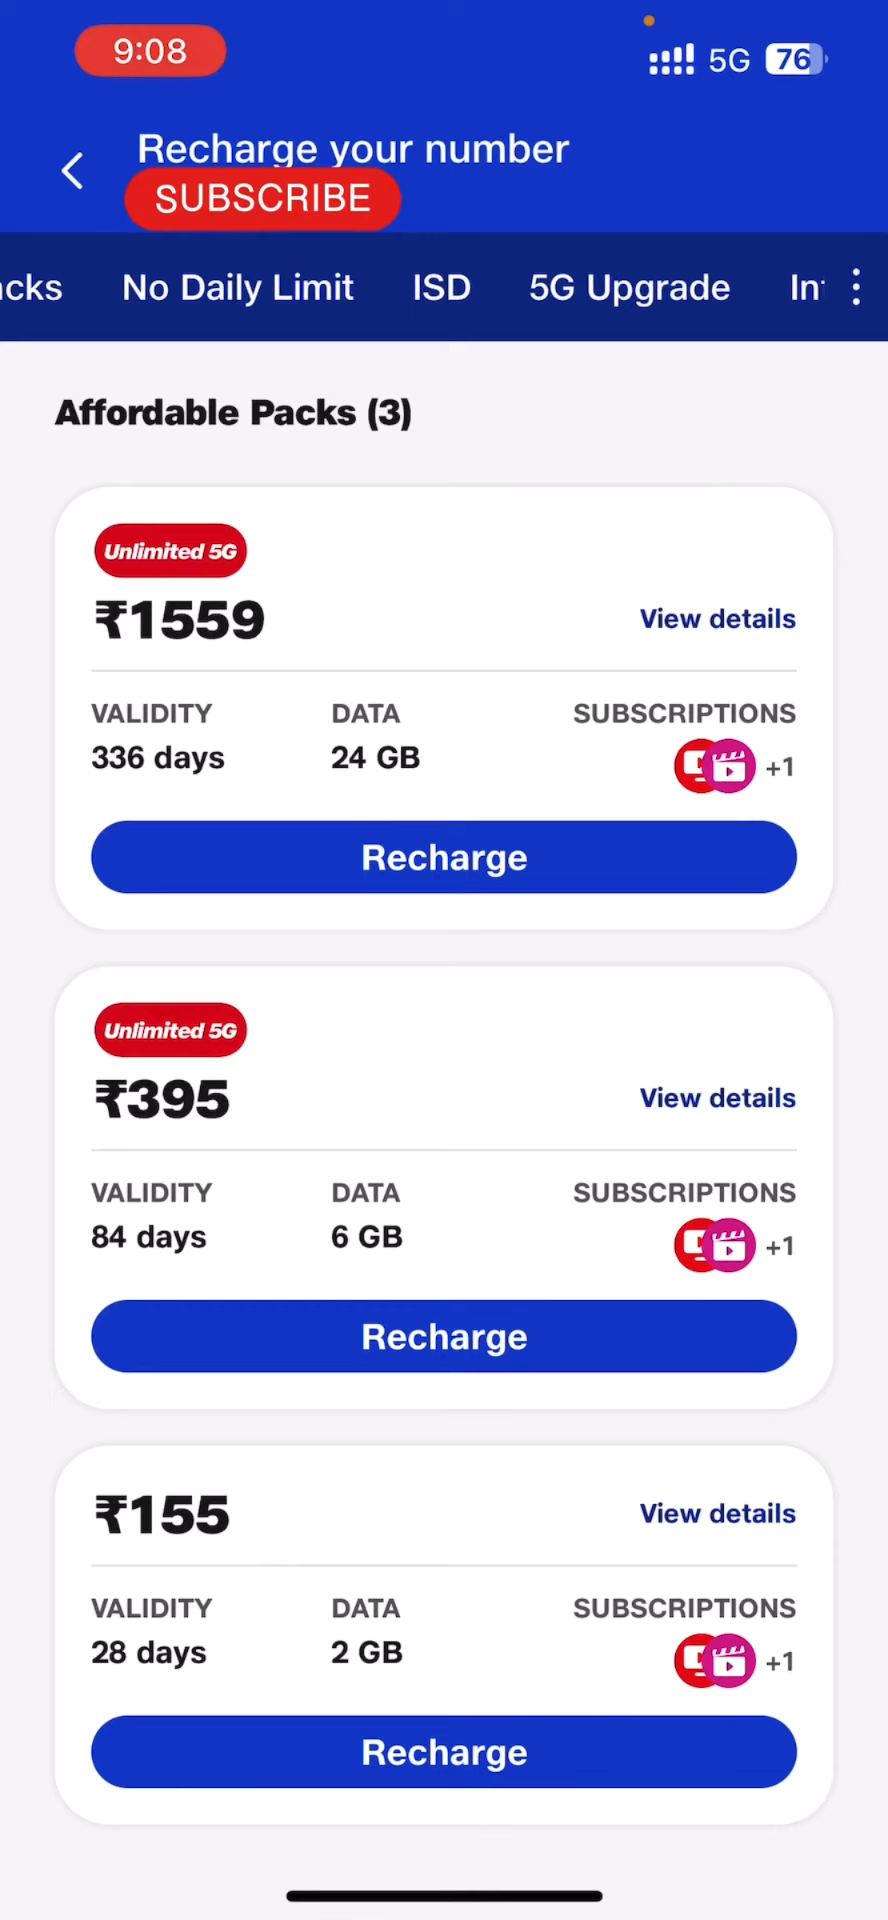 9:08
5G 76
Recharge your number
SUBSCRIBE
No Daily Limit ISD 5G Upgrade
Affordable Packs (3)
Unlimited 5G
₹1559 View details
VALIDITY DATA SUBSCRIPTIONS
336 days 24 GB +1
Recharge
Unlimited 5G
₹395 View details
VALIDITY DATA SUBSCRIPTIONS
84 days 6 GB +1
Recharge
₹155 View details
VALIDITY DATA SUBSCRIPTIONS
28 days 2 GB +1
Recharge